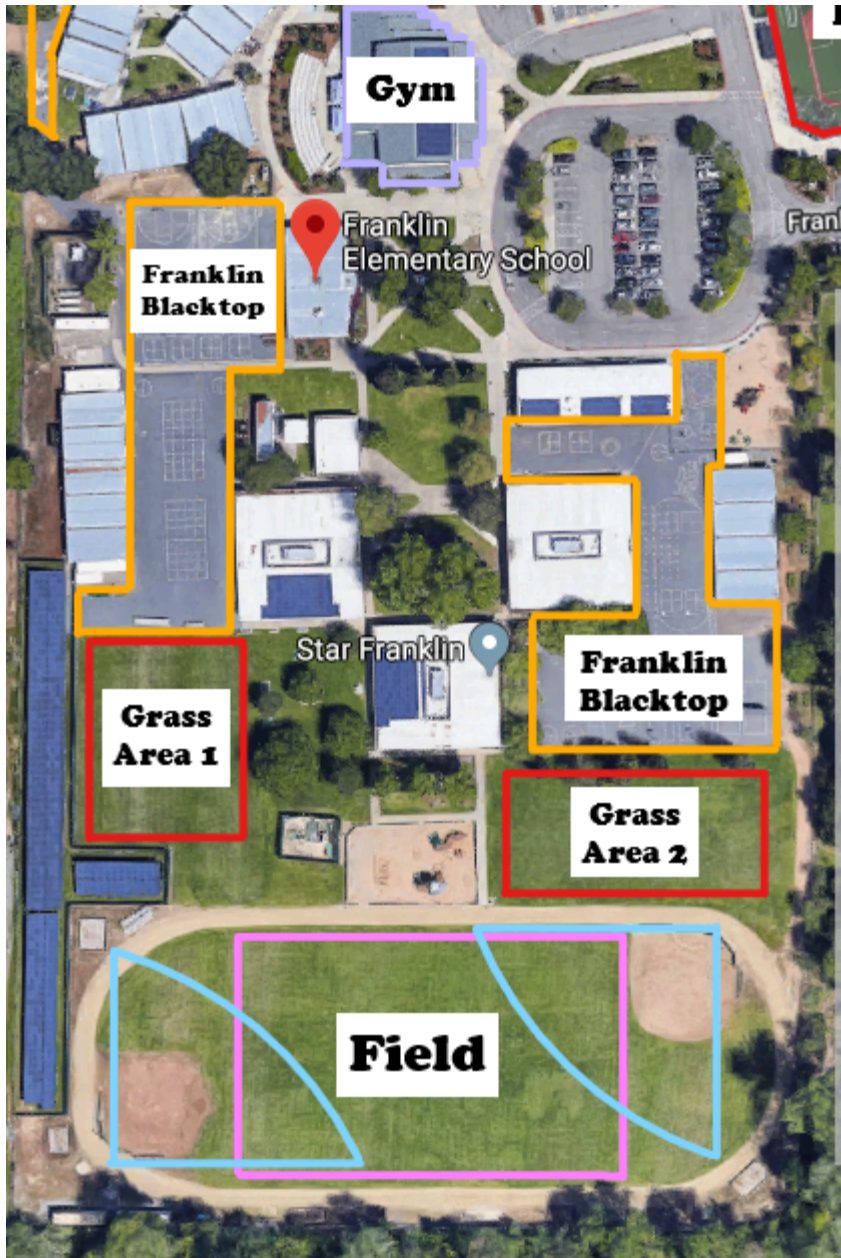 Gym
Franklin
Elementary School
Franklin
Blacktop
Star Franklin
Franklin
Blacktop
Grass
Area 1
Grass
Area 2
Field